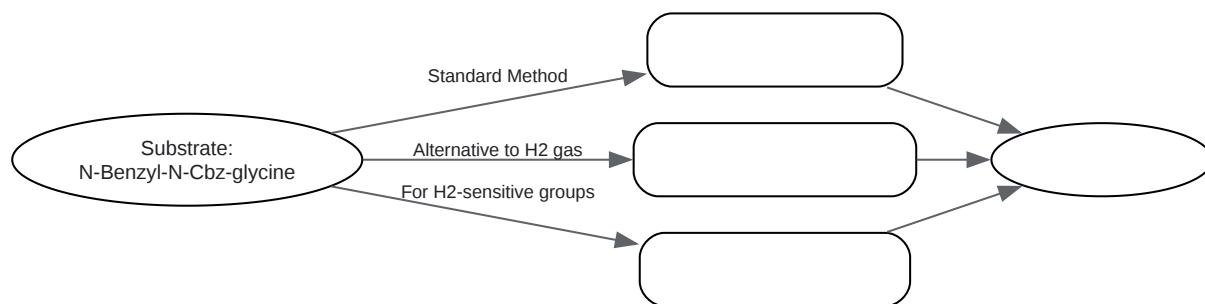 Standard Method
Substrate:
N-Benzyl-N-Cbz-glycine
Alternative to H2 gas
For H2-sensitive groups